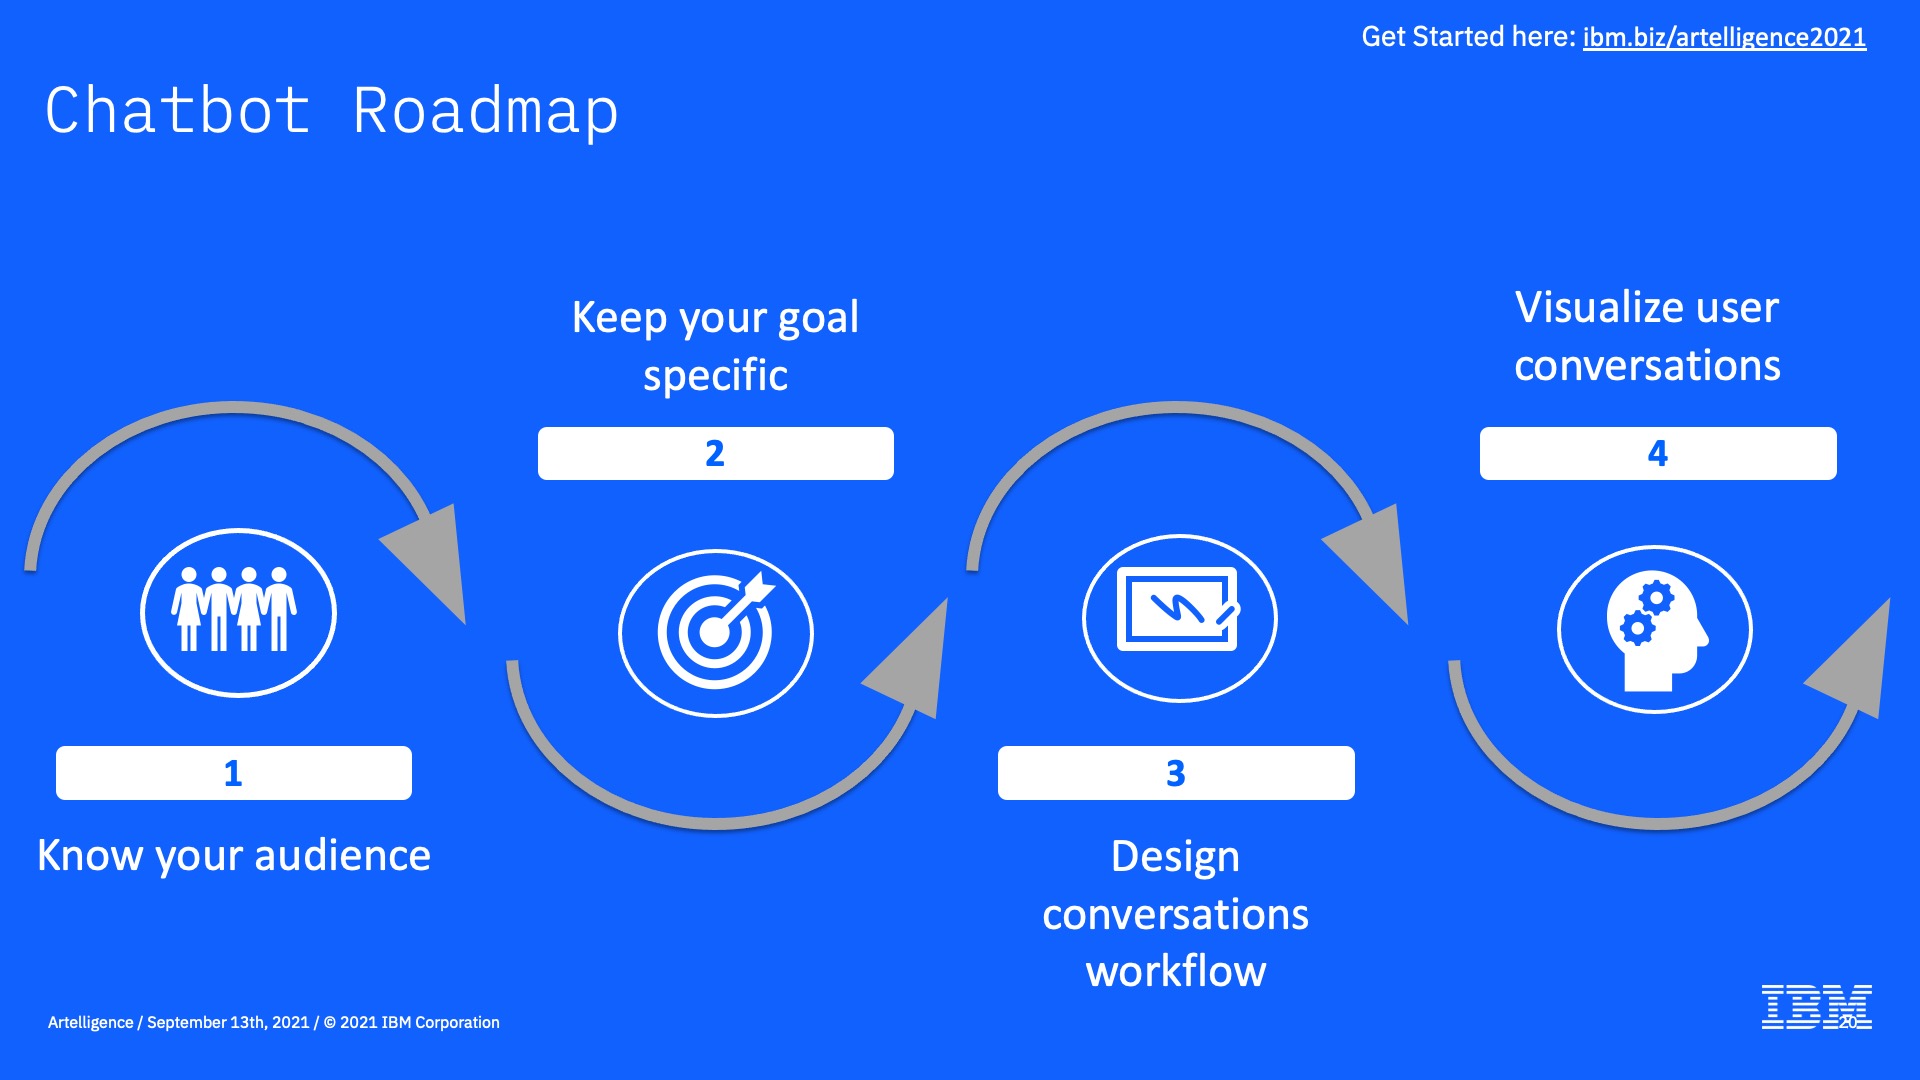 Get Started here: ibm.biz/artelligence2021
Chatbot Roadmap
1
Know your audience
Keep your goal
specific
2
3
Design
conversations
workflow
Visualize user
conversations
4
Artelligence / September 13th, 2021 / © 2021 IBM Corporation
IBM
20